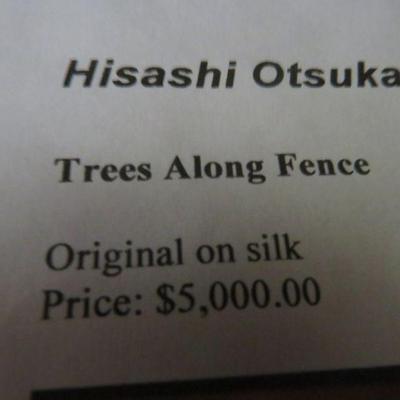 Hisashi Otsuka
Trees Along Fence
Original on silk
Price: $5,000.00